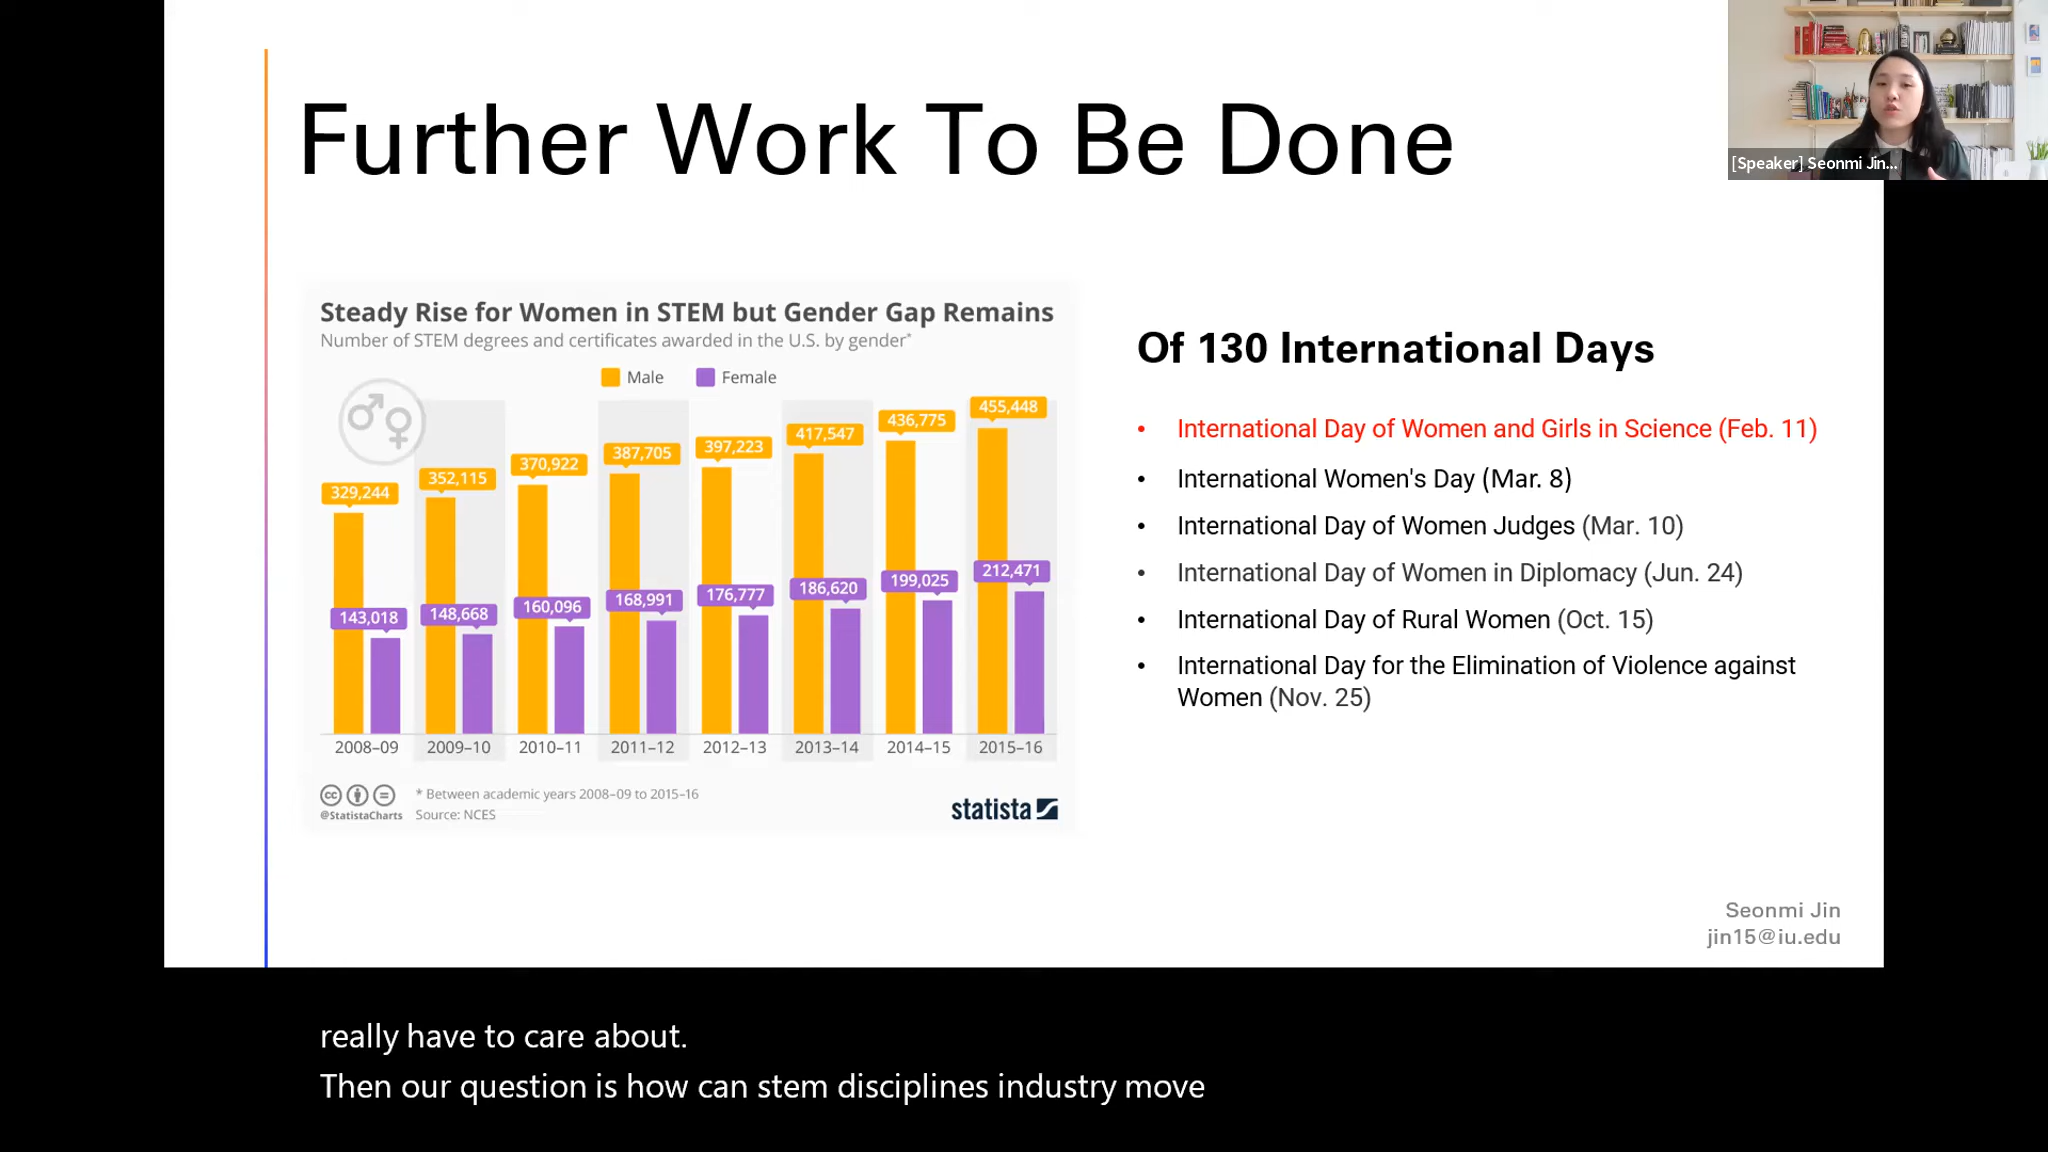 Further Work To Be Done
[Speaker] Seonmi Jin...
Steady Rise for Women in STEM but Gender Gap Remains
Number of STEM degrees and certificates awarded in the U.S. by gender*
Male Female
329,244 352,115 370,922 387,705 397,223 417,547 436,775 455,448
143,018 148,668 160,096 168,991 176,777 186,620 199,025 212,471
2008–09 2009–10 2010–11 2011–12 2012–13 2013–14 2014–15 2015–16
* Between academic years 2008–09 to 2015–16
@StatistaCharts Source: NCES
cc
statista
Of 130 International Days
• International Day of Women and Girls in Science (Feb. 11)
• International Women's Day (Mar. 8)
• International Day of Women Judges (Mar. 10)
• International Day of Women in Diplomacy (Jun. 24)
• International Day of Rural Women (Oct. 15)
• International Day for the Elimination of Violence against
Women (Nov. 25)
Seonmi Jin
jin15@iu.edu
really have to care about.
Then our question is how can stem disciplines industry move